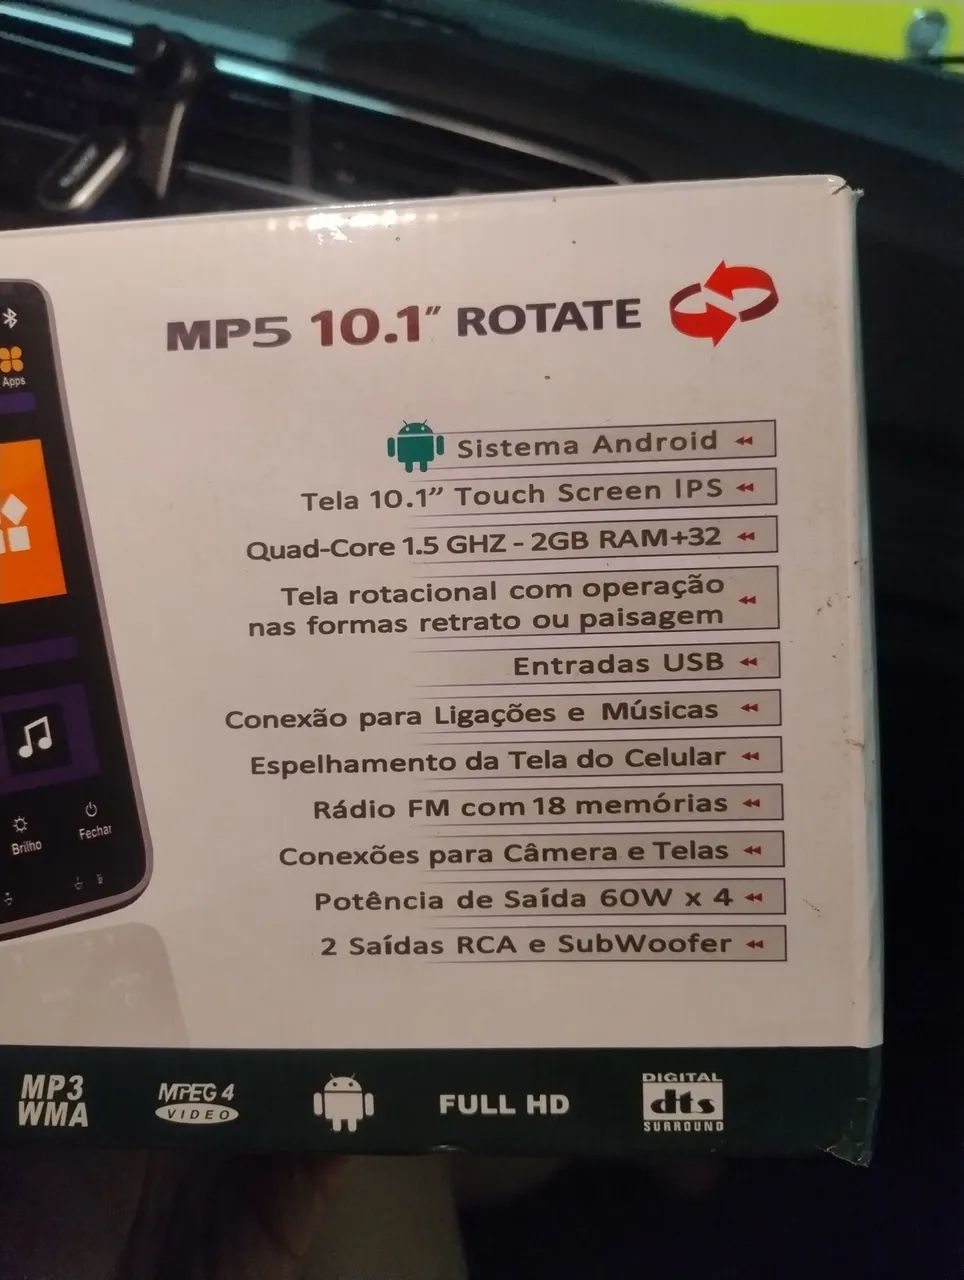 MP5 10.1" ROTATE
Apps
Sistema Android
Tela 10.1" Touch Screen IPS
Quad-Core 1.5 GHZ - 2GB RAM+32
Tela rotacional com operação
nas formas retrato ou paisagem
Entradas USB
Conexão para Ligações e Músicas
Espelhamento da Tela do Celular
Rádio FM com 18 memórias
Brilho
Fechar
Conexões para Câmera e Telas
Potência de Saída 60W x 4
2 Saídas RCA e SubWoofer
MP3
WMA
MPEG 4
VIDEO
FULL HD
DIGITAL
dts
SURROUND